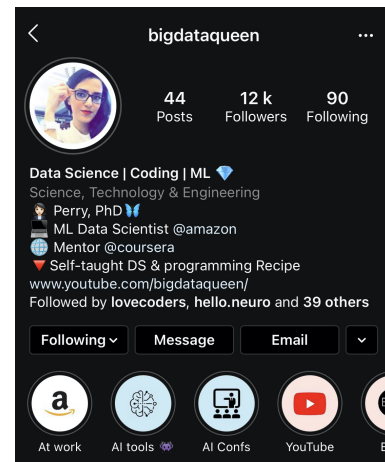 bigdataqueen
44 12 k 90
Posts Followers Following
Data Science | Coding | ML 💎
Science, Technology & Engineering
👩🏻‍🎓 Perry, PhD🦋
💻 ML Data Scientist @amazon
🌐 Mentor @coursera
🔻Self-taught DS & programming Recipe
www.youtube.com/bigdataqueen/
Followed by lovecoders, hello.neuro and 39 others
Following Message Email
a
At work AI tools 👾 AI Confs YouTube